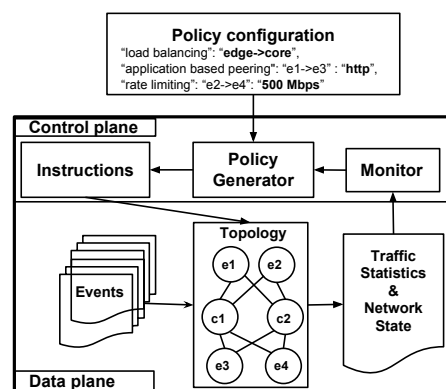 Policy configuration
“load balancing”: “edge->core”,
“application based peering": “e1->e3” : “http”,
“rate limiting”: “e2->e4”: “500 Mbps”
Control plane
Instructions
Policy
Generator
Monitor
Topology
e1
e2
c1
c2
e3
e4
Events
Traffic
Statistics
&
Network
State
Data plane